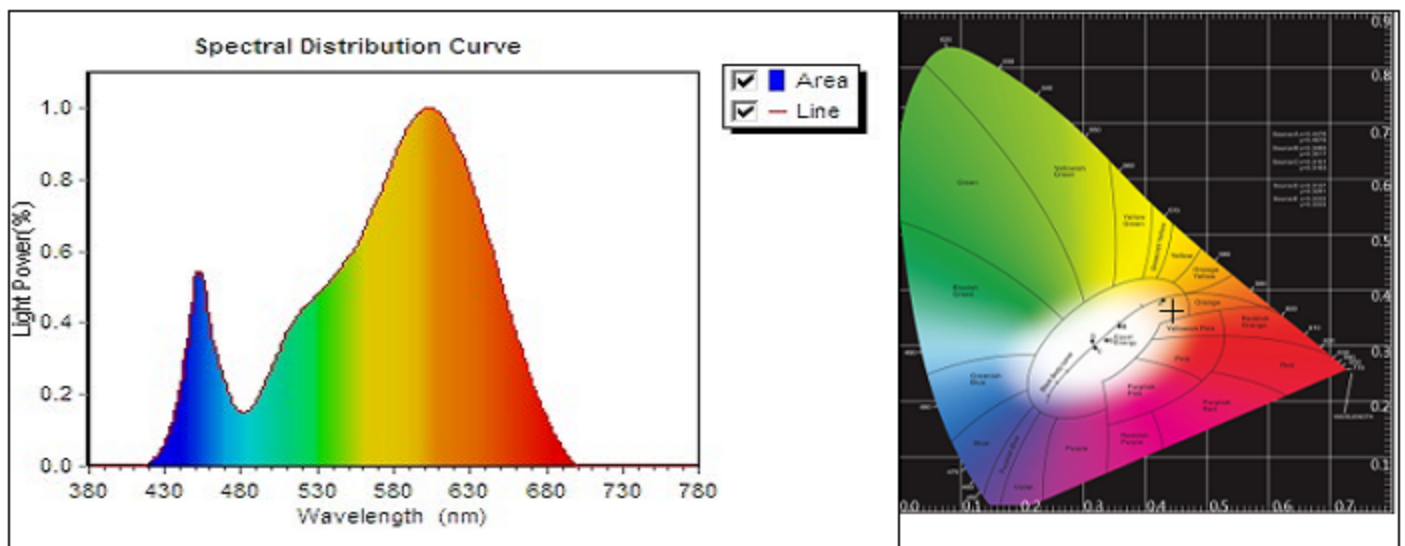 Spectral Distribution Curve
Area
Line
Light Power(%)
1.0
0.8
0.6
0.4
0.2
0.0
380 430 480 530 580 630 680 730 780
Wavelength (nm)
0.9
0.8
0.7
0.6
0.5
0.4
0.3
0.2
0.1
0.0 0.1 0.2 0.3 0.4 0.5 0.6 0.7
Green
Yellowish
Green
Yellow
Green
Yellow
Orange
Yellow
Orange
Bluish
Green
Reddish
Orange
Yellowish Pink
Pink
Red
Greenish
Blue
Purplish
Pink
Purplish
Red
Blue
Purple
Reddish
Purple
Violet